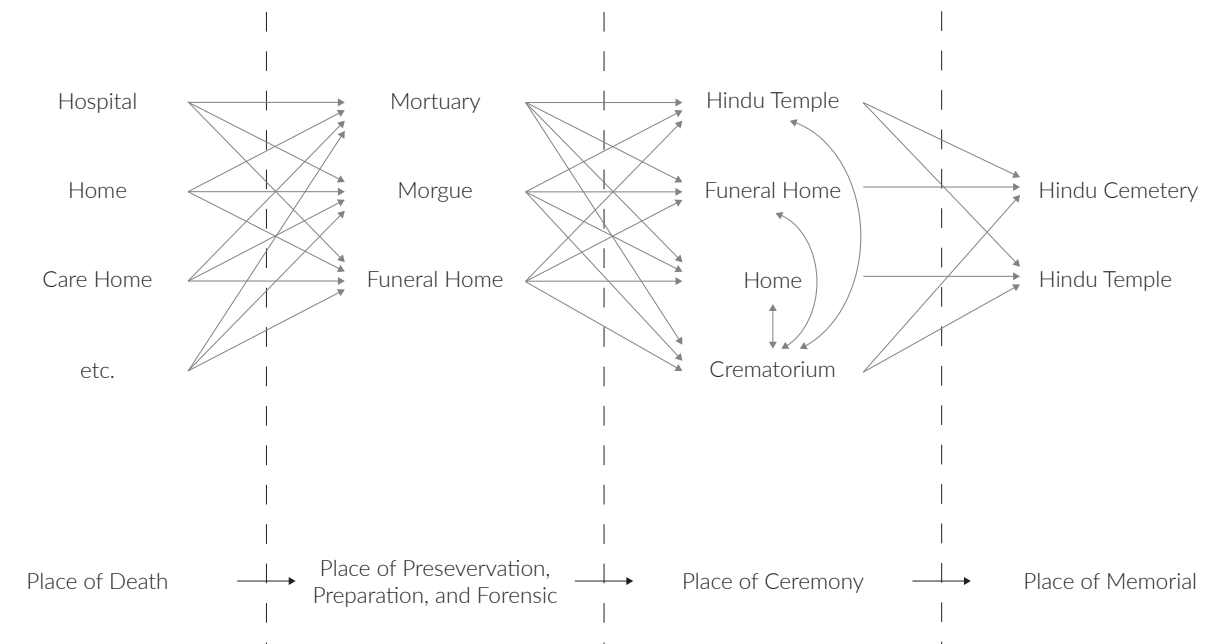 Hospital
Mortuary
Hindu Temple
Home
Morgue
Funeral Home
Hindu Cemetery
Care Home
Funeral Home
Home
Hindu Temple
etc.
Crematorium
Place of Death
Place of Presevervation,
Preparation, and Forensic
Place of Ceremony
Place of Memorial